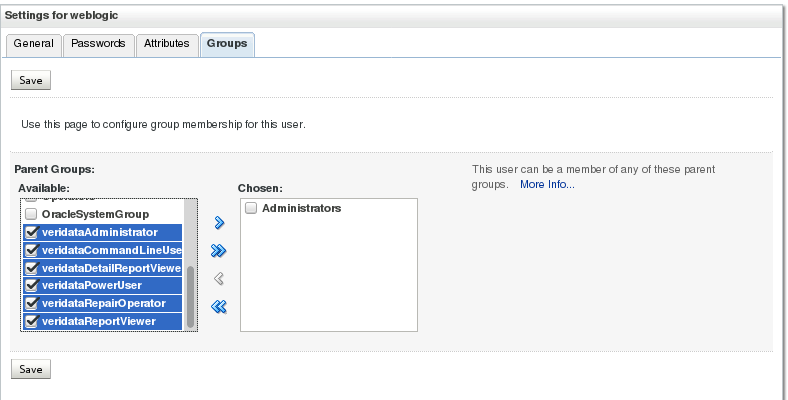 Settings for weblogic
General Passwords Attributes Groups
Save
Use this page to configure group membership for this user.
Parent Groups:
This user can be a member of any of these parent
groups. More Info...
Available:
OracleSystemGroup
veridataAdministrator
veridataCommandLineUse
veridataDetailReportViewe
veridataPowerUser
veridataRepairOperator
veridataReportViewer
Chosen:
Administrators
Save